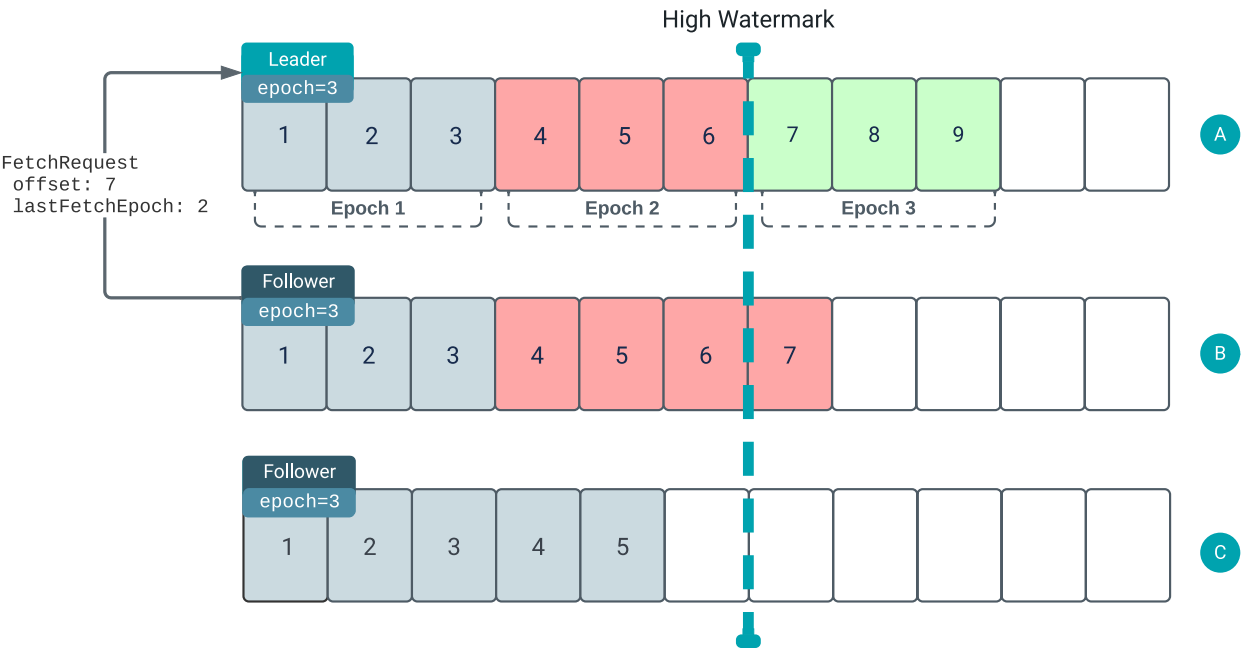 High Watermark
Leader
epoch=3
1 2 3 4 5 6 7 8 9
A
FetchRequest
offset: 7
lastFetchEpoch: 2
Epoch 1 Epoch 2 Epoch 3
Follower
epoch=3
1 2 3 4 5 6 7
B
Follower
epoch=3
1 2 3 4 5
C